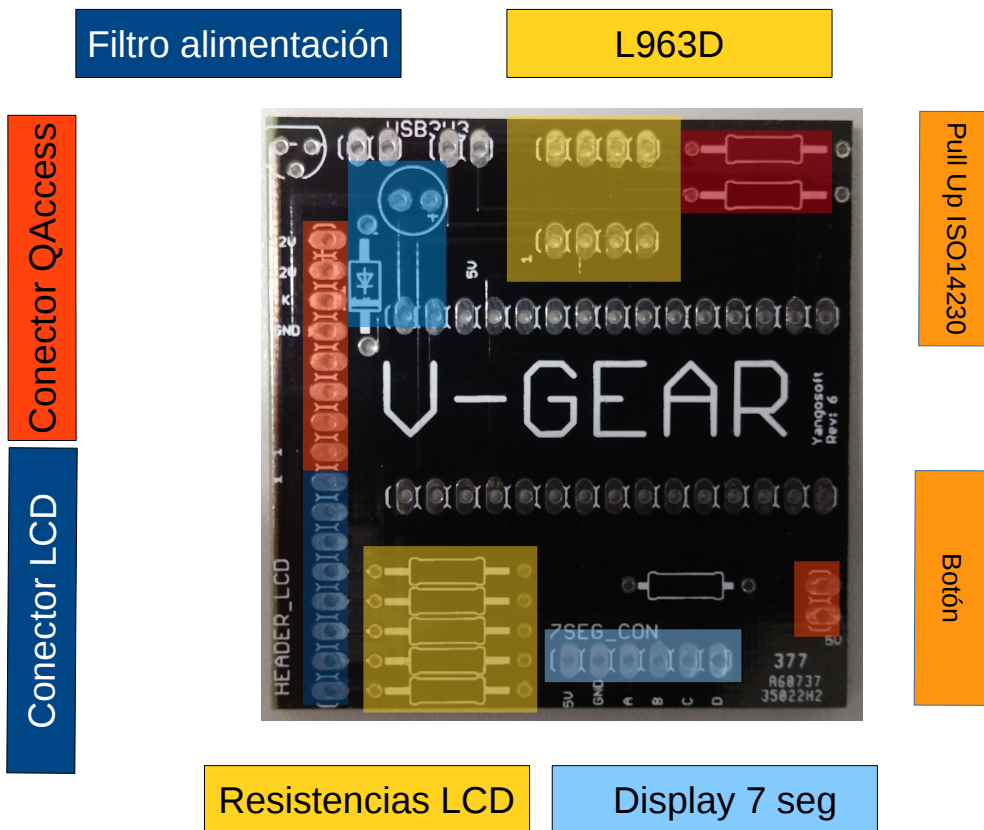 Filtro alimentación
L963D
Conector QAccess
Pull Up ISO14230
USB3V3
2V
2V
K
GND
5V
1
V-GEAR
Yangosoft
Rev: 6
1
1
Conector LCD
Botón
HEADER_LCD
7SEG_CON
5V
5V
GND
A
B
C
D
377
A60737
35022H2
Resistencias LCD
Display 7 seg